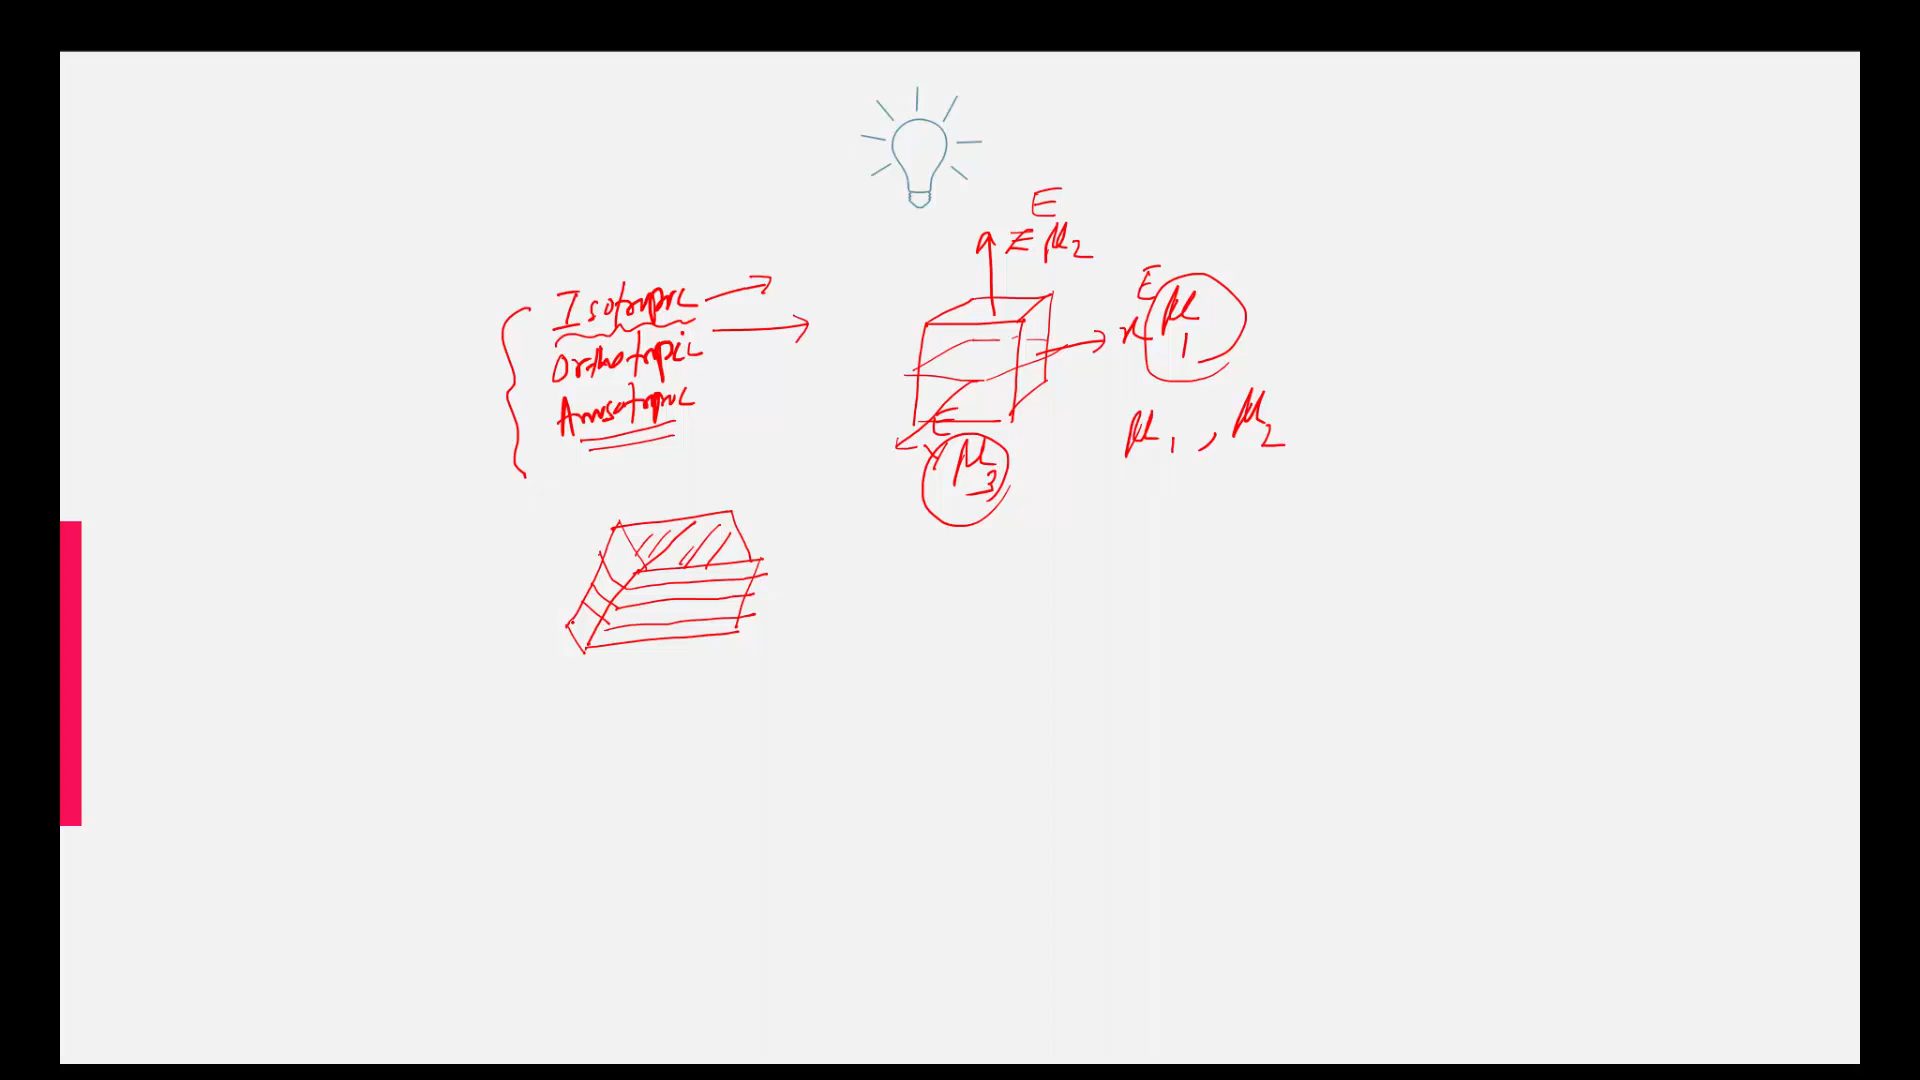 Isotropic
Orthotropic
Anisotropic
E
Z μ2
E
x μ1
μ1, μ2
E
Y μ3